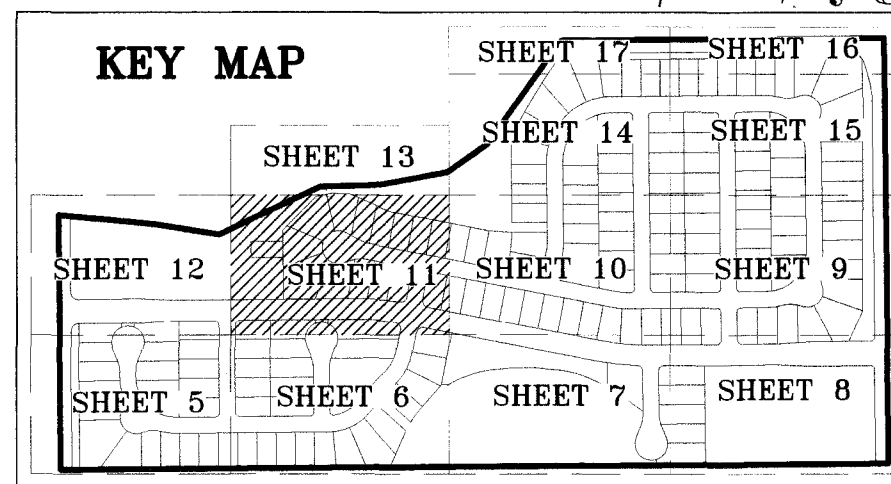 KEY MAP
SHEET 17
SHEET 16
SHEET 13
SHEET 14
SHEET 15
SHEET 12
SHEET 11
SHEET 10
SHEET 9
SHEET 5
SHEET 6
SHEET 7
SHEET 8